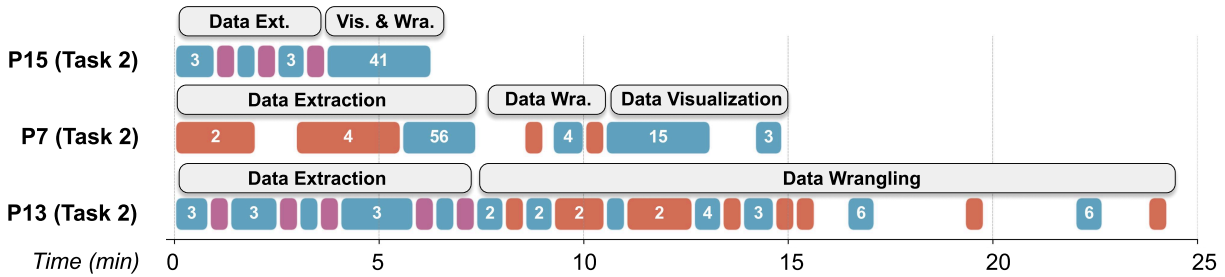 Data Ext. Vis. & Wra.
P15 (Task 2) 3 3 41
Data Extraction Data Wra. Data Visualization
P7 (Task 2) 2 4 56 4 15 3
Data Extraction Data Wrangling
P13 (Task 2) 3 3 3 2 2 2 2 4 3 6 6
Time (min) 0 5 10 15 20 25